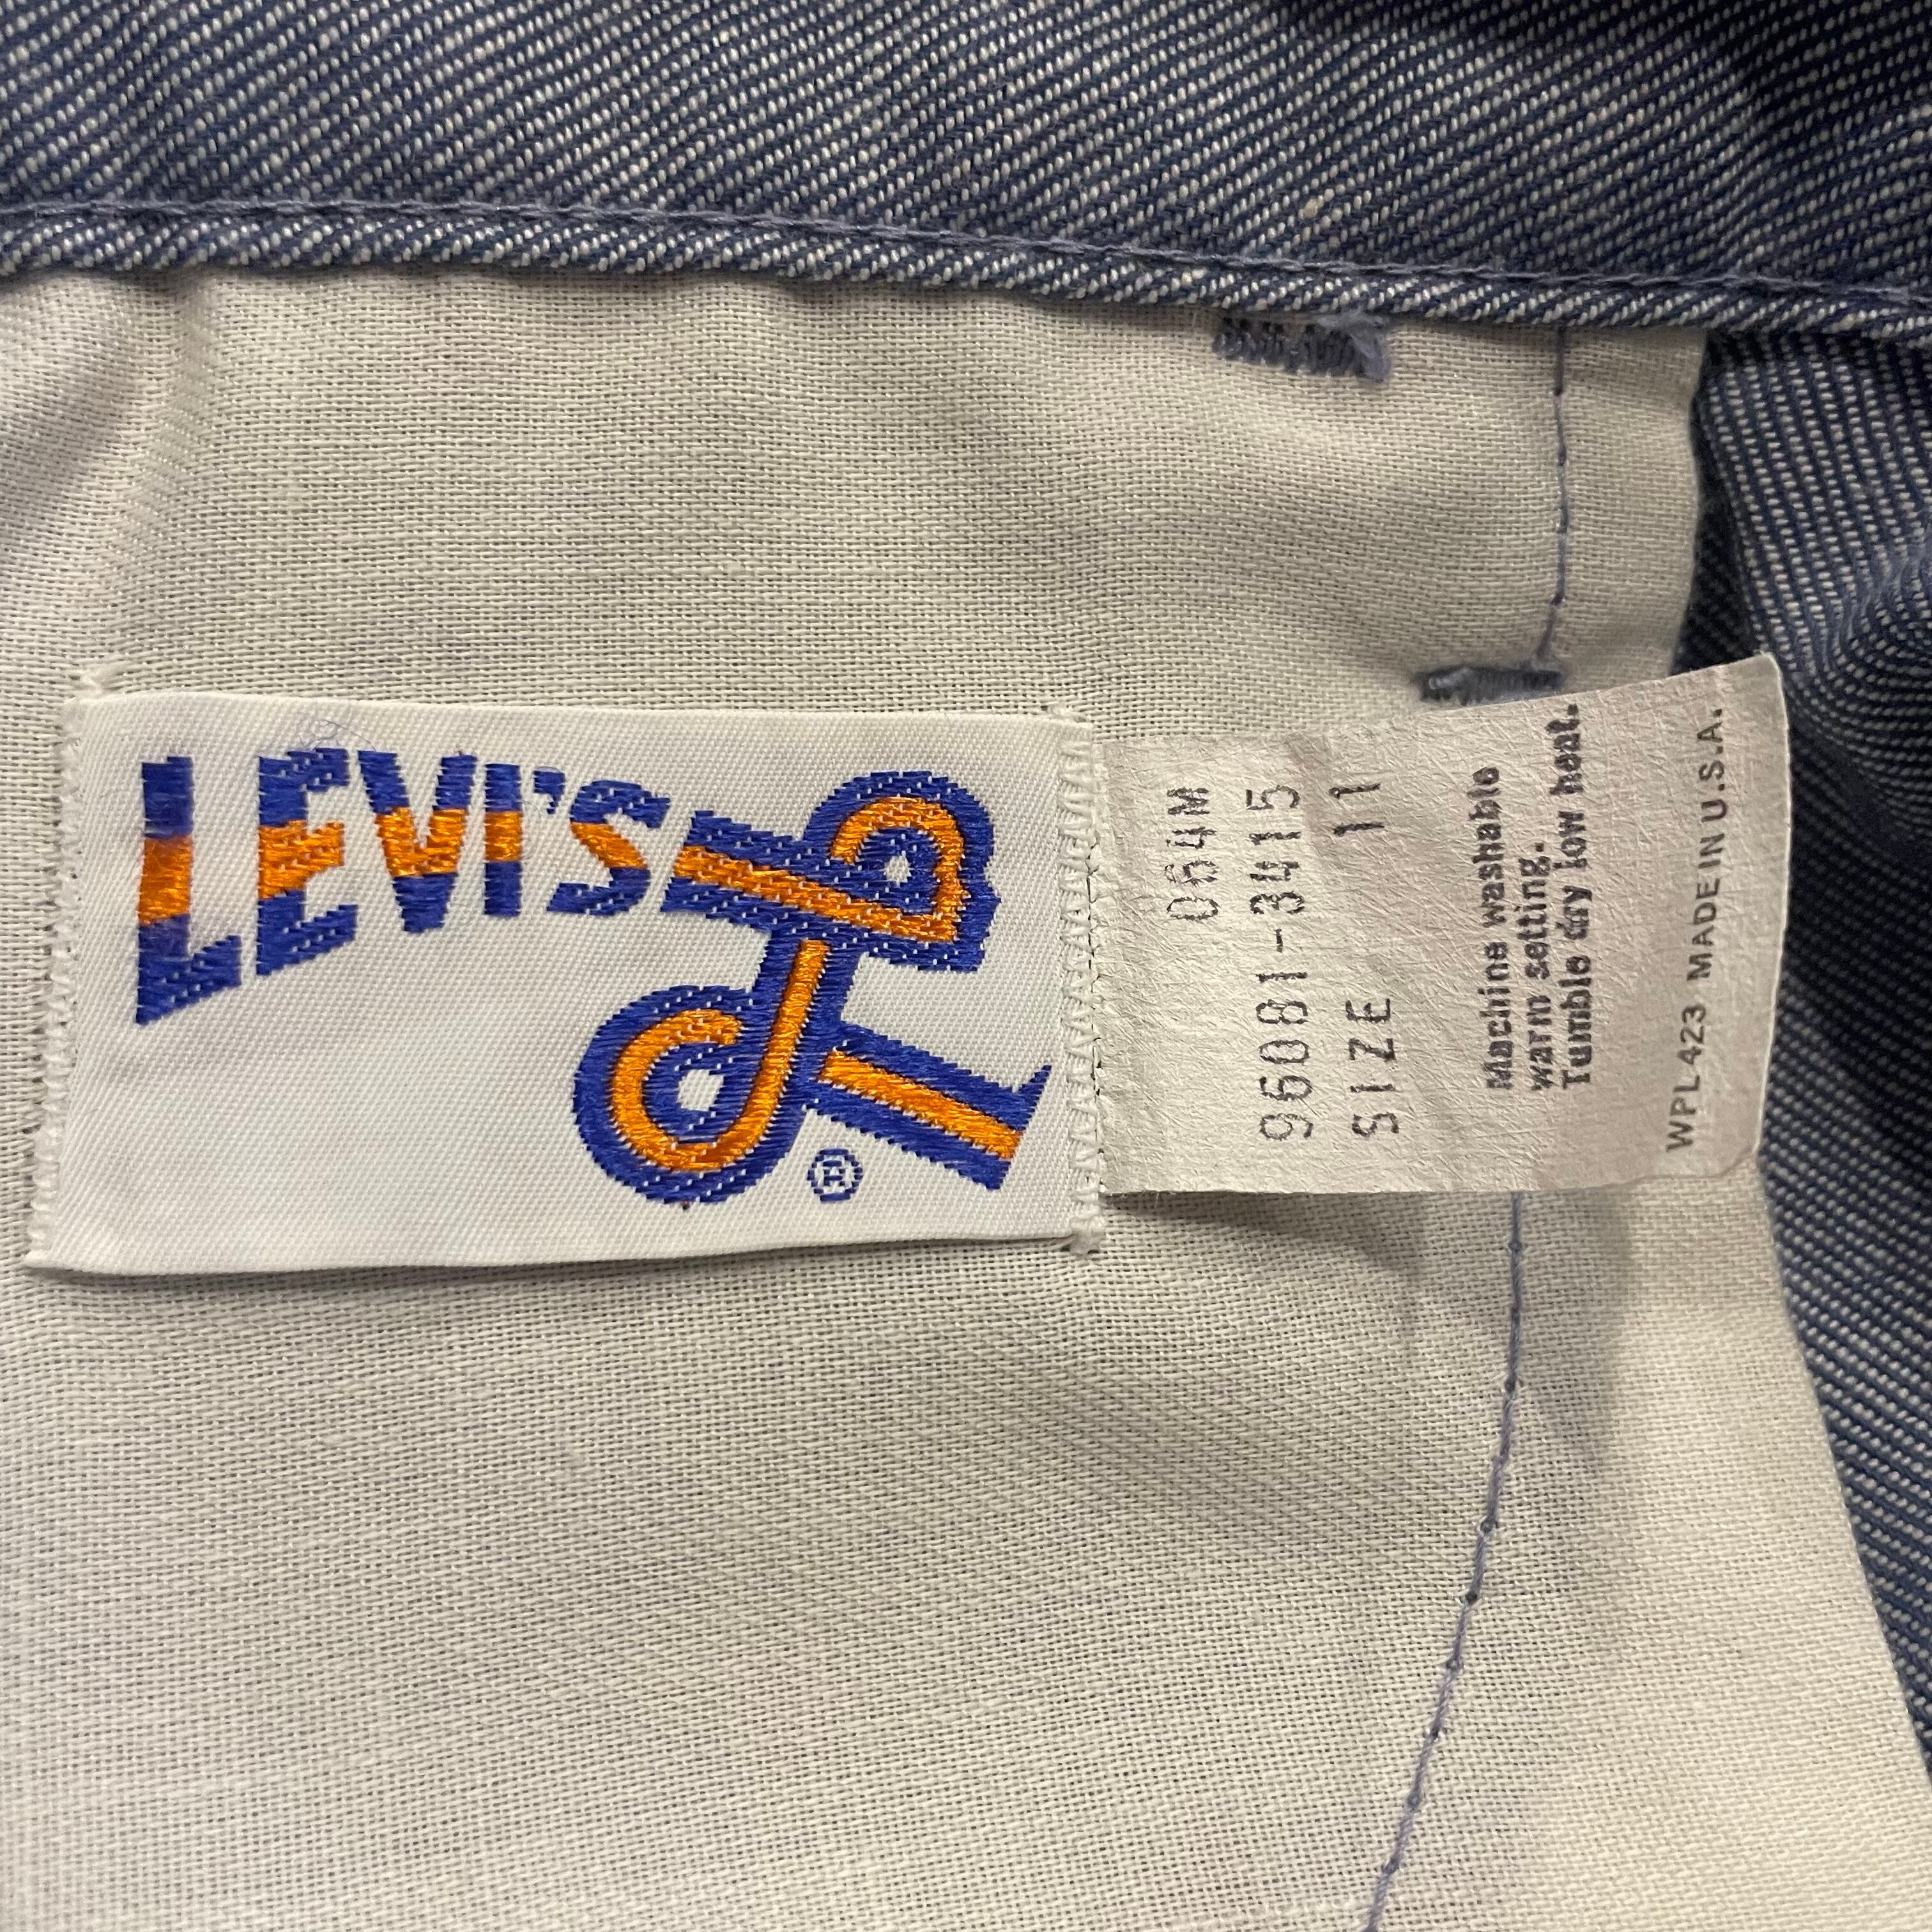 LEVI'S
®
064M
96081-3415
SIZE 11
Machine washable
warm setting.
Tumble dry low heat.
WPL 423 MADE IN U.S.A.